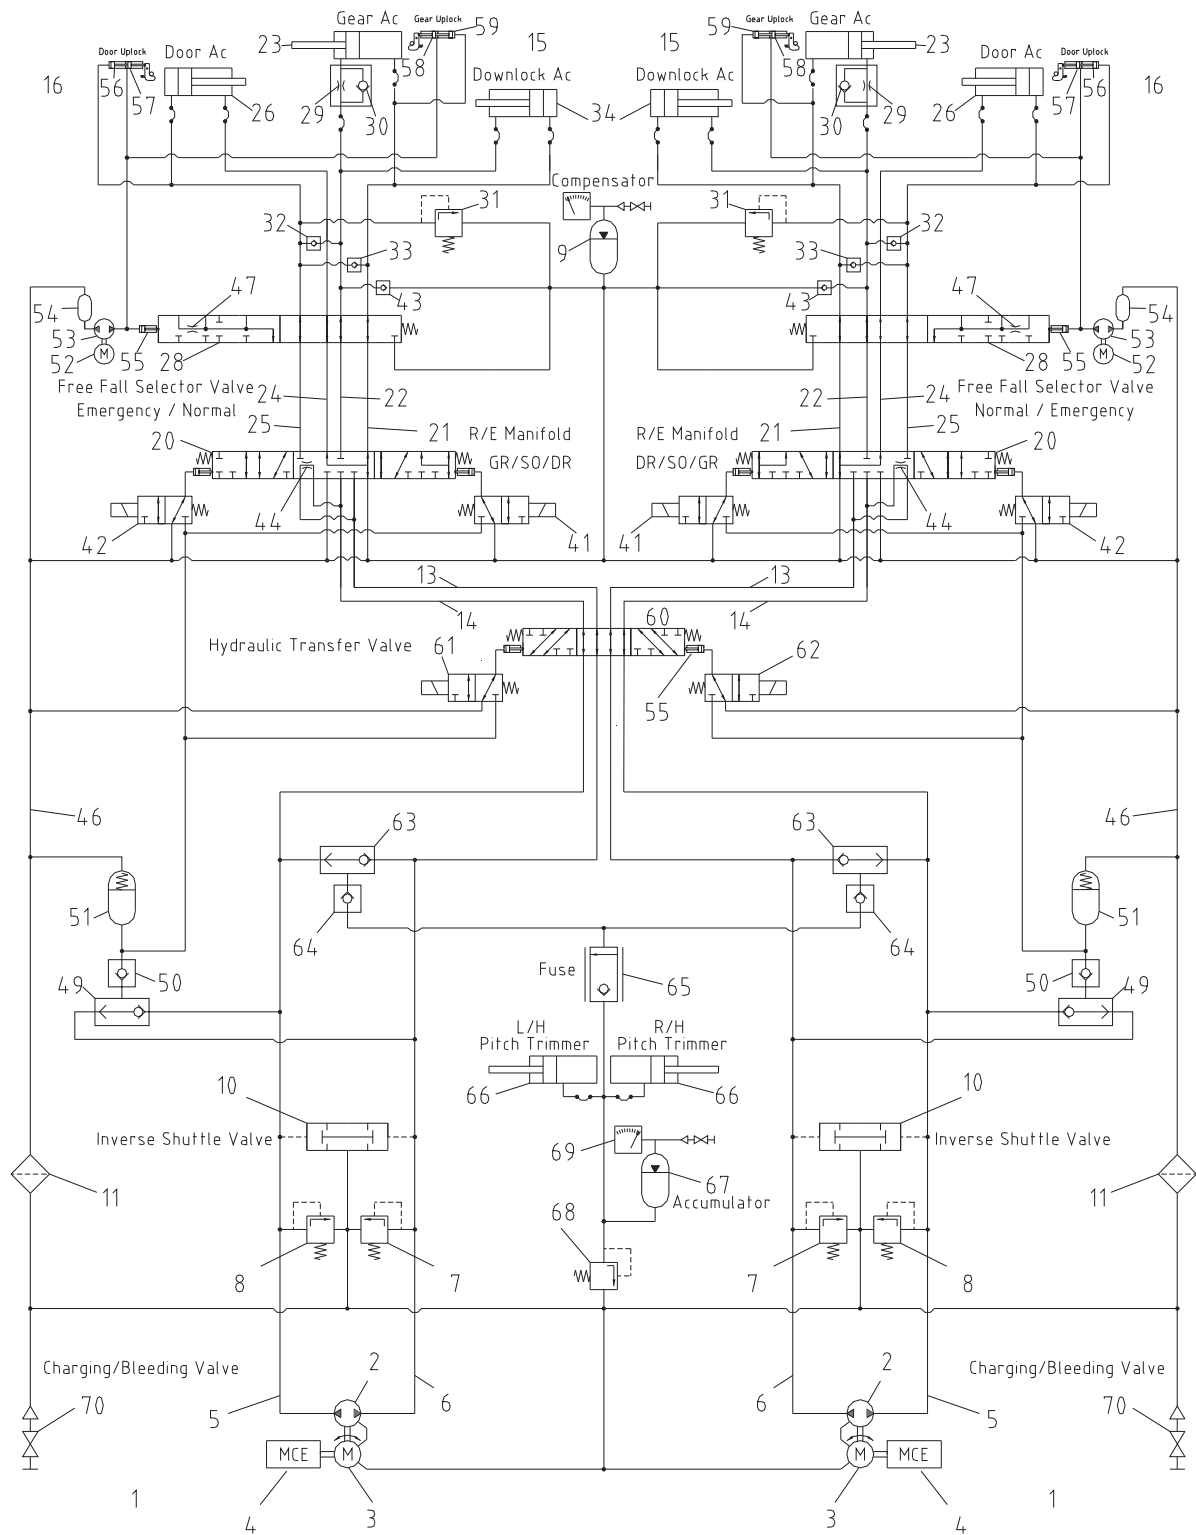 Gear Ac
Gear Uplock
59
59
Gear Uplock
Gear Ac
23
58
15
15
58
23
Door Uplock
Door Ac
Door Ac
Door Uplock
16
56
57
26
29
30
Downlock Ac
34
Downlock Ac
30
29
26
57
56
16
Compensator
31
31
32
33
9
33
32
43
43
47
47
54
54
53
53
52
55
28
28
55
52
Free Fall Selector Valve
Emergency / Normal
24
22
22
24
Free Fall Selector Valve
Normal / Emergency
25
21
21
25
20
R/E Manifold
GR/SO/DR
R/E Manifold
DR/SO/GR
20
44
44
42
41
41
42
13
13
14
14
60
Hydraulic Transfer Valve
61
62
55
46
63
63
46
51
51
64
64
Fuse
65
49
50
50
49
L/H
Pitch Trimmer
R/H
Pitch Trimmer
66
66
10
10
Inverse Shuttle Valve
Inverse Shuttle Valve
69
67
Accumulator
11
11
68
8
7
7
8
Charging/Bleeding Valve
Charging/Bleeding Valve
2
2
70
5
6
6
5
70
MCE
M
M
MCE
M
M
1
4
3
3
4
1